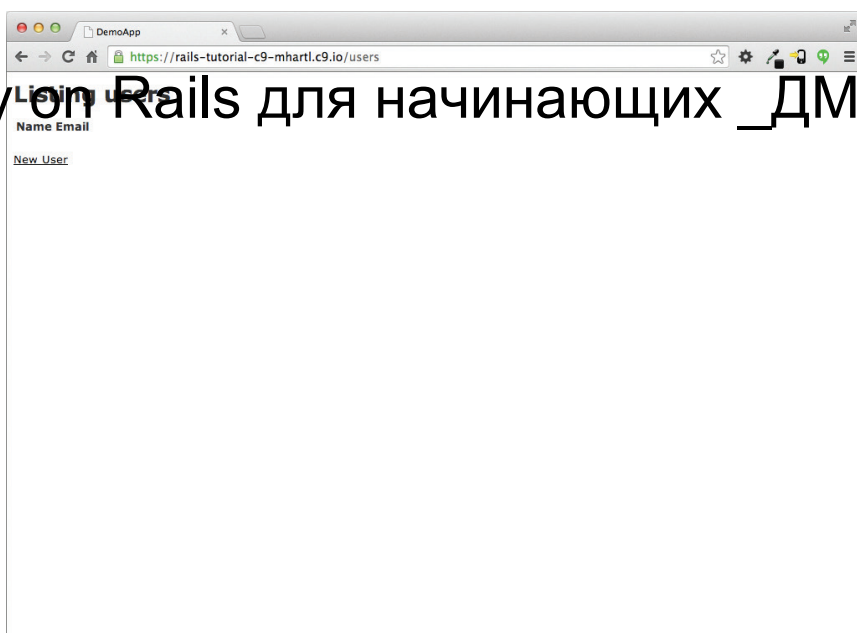 DemoApp
https://rails-tutorial-c9-mhartl.c9.io/users
Listing users
y on Rails для начинающих _ДМ
Name Email
New User